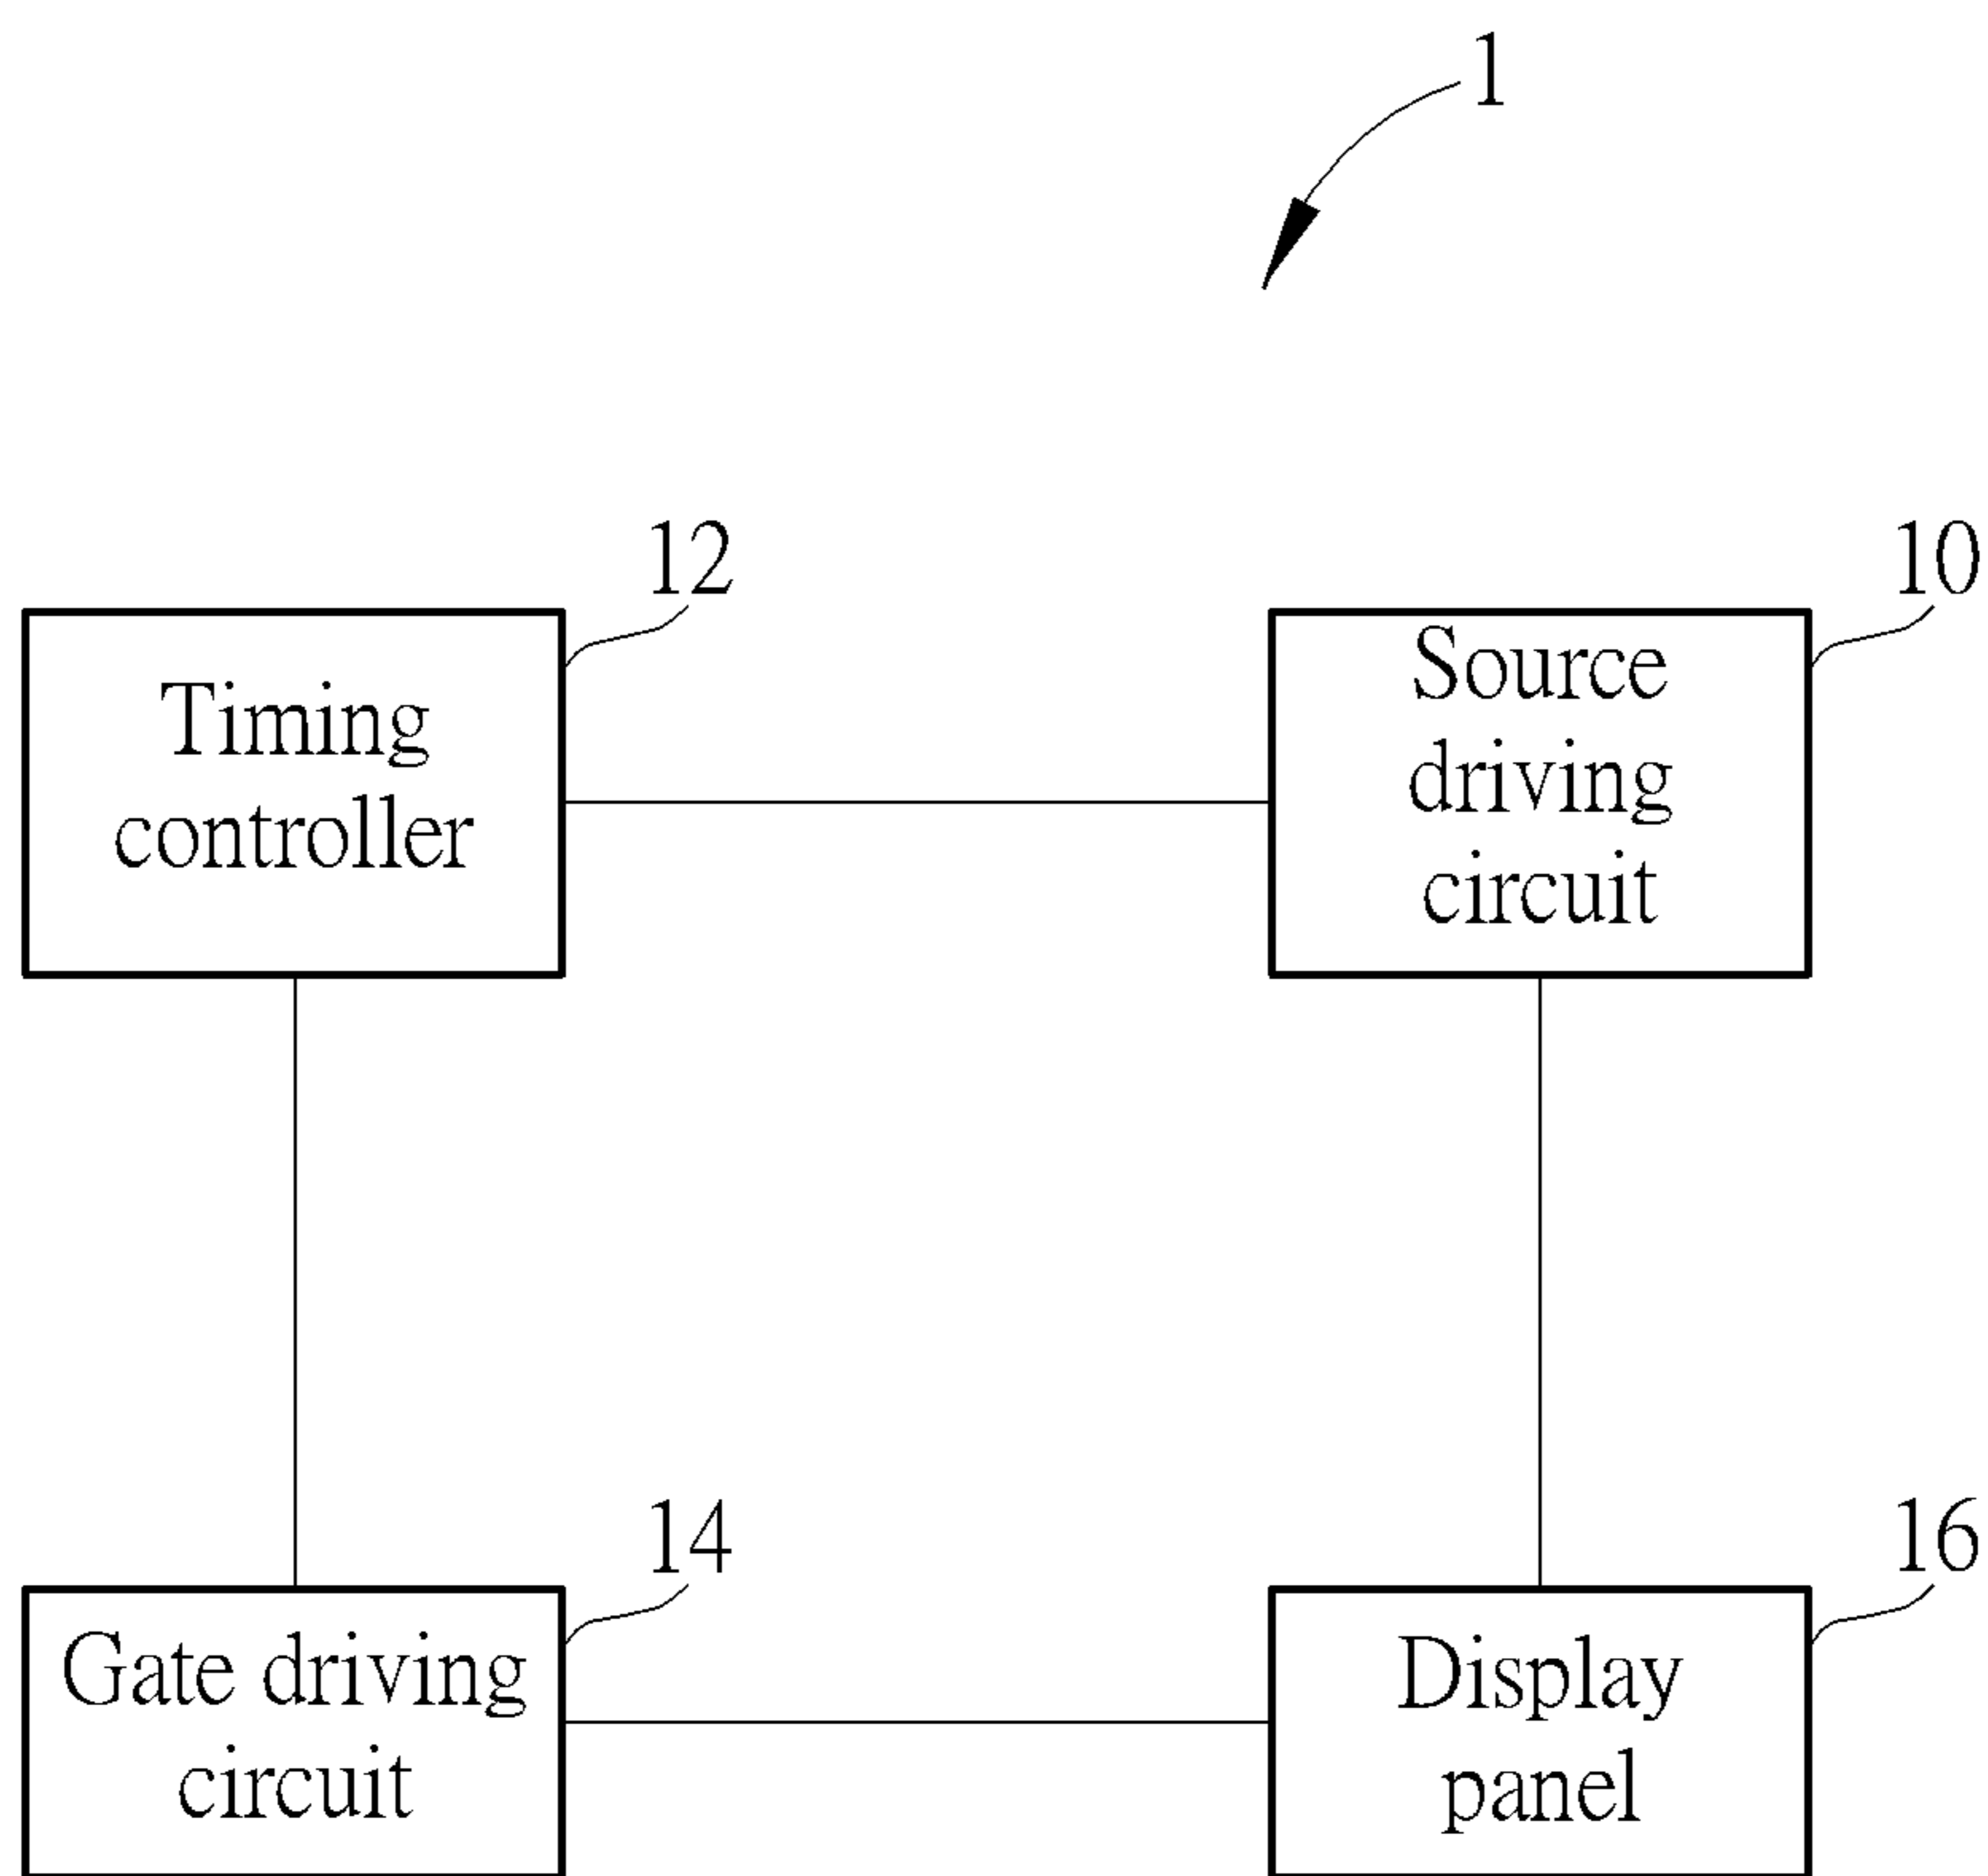 1
12
10
Timing
controller
Source
driving
circuit
14
16
Gate driving
circuit
Display
panel